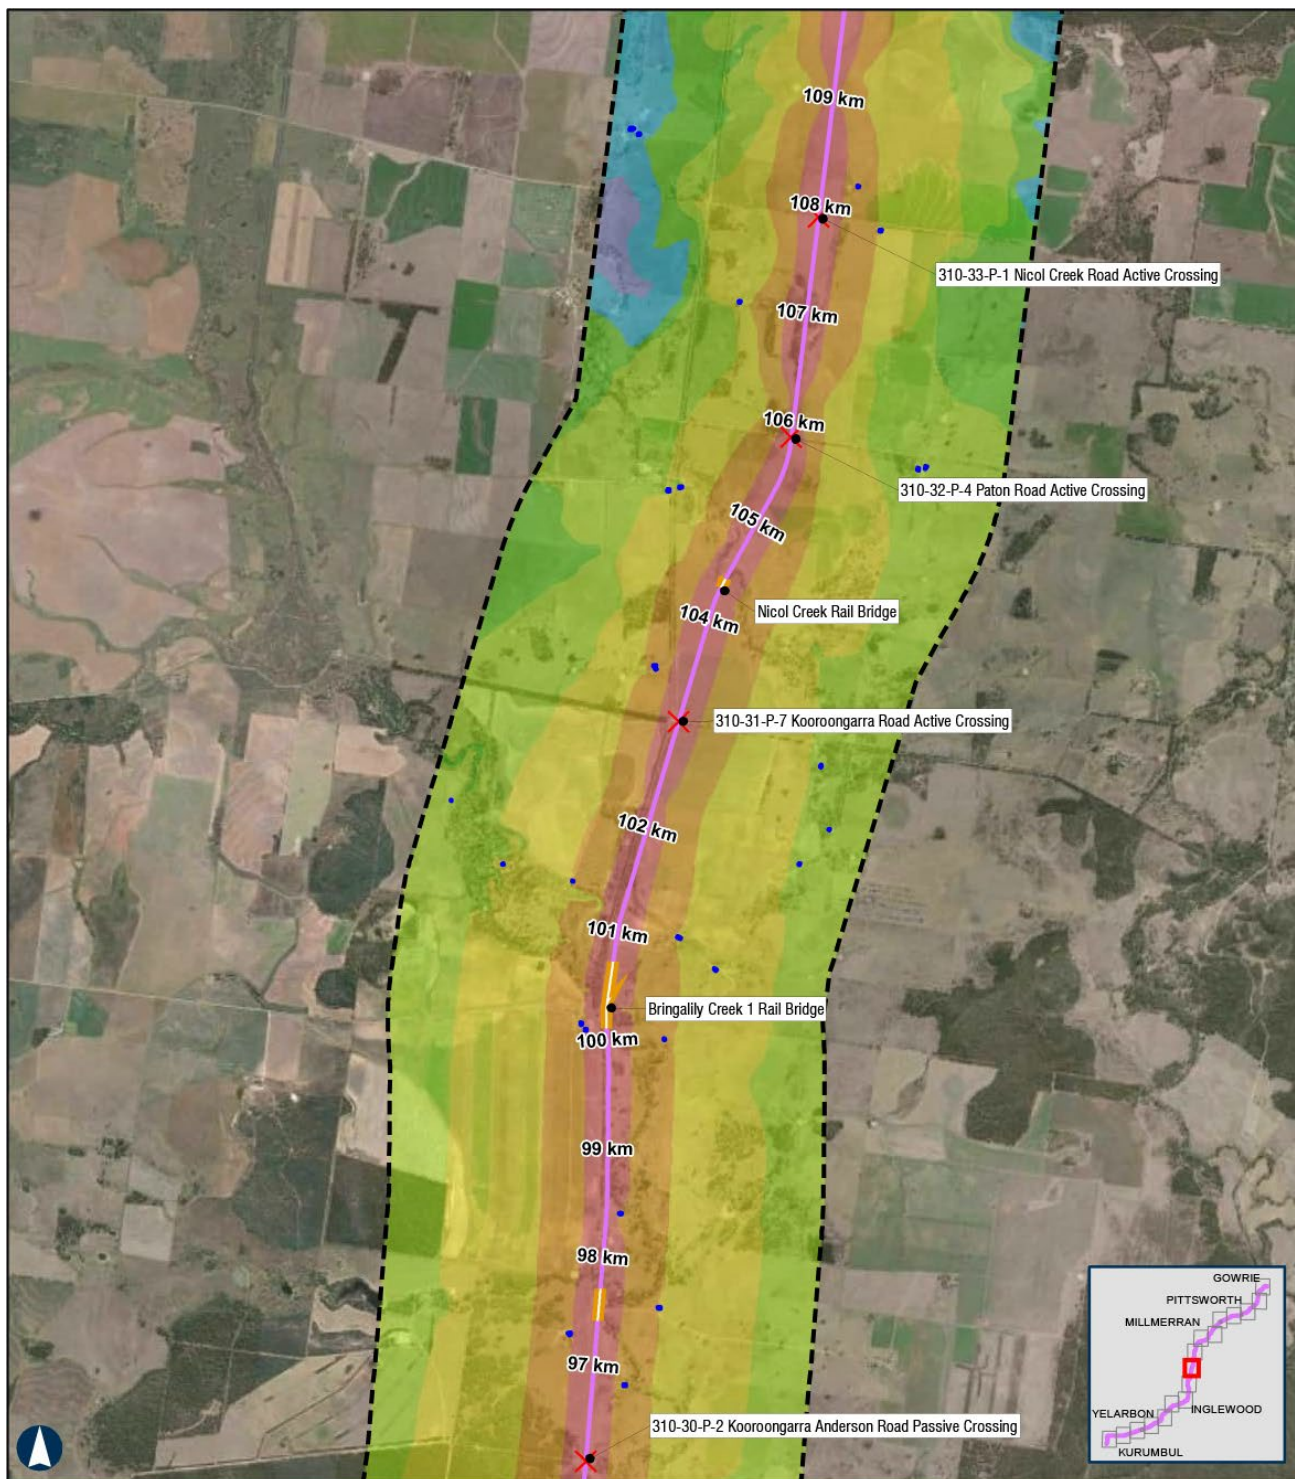 109 km
108 km
310-33-P-1 Nicol Creek Road Active Crossing
107 km
106 km
310-32-P-4 Paton Road Active Crossing
105 km
Nicol Creek Rail Bridge
104 km
310-31-P-7 Kooroongarra Road Active Crossing
102 km
101 km
Bringalily Creek 1 Rail Bridge
100 km
99 km
98 km
97 km
310-30-P-2 Kooroongarra Anderson Road Passive Crossing
GOWRIE
PITTSWORTH
MILLMERRAN
YELARBON
INGLEWOOD
KURUMBUL